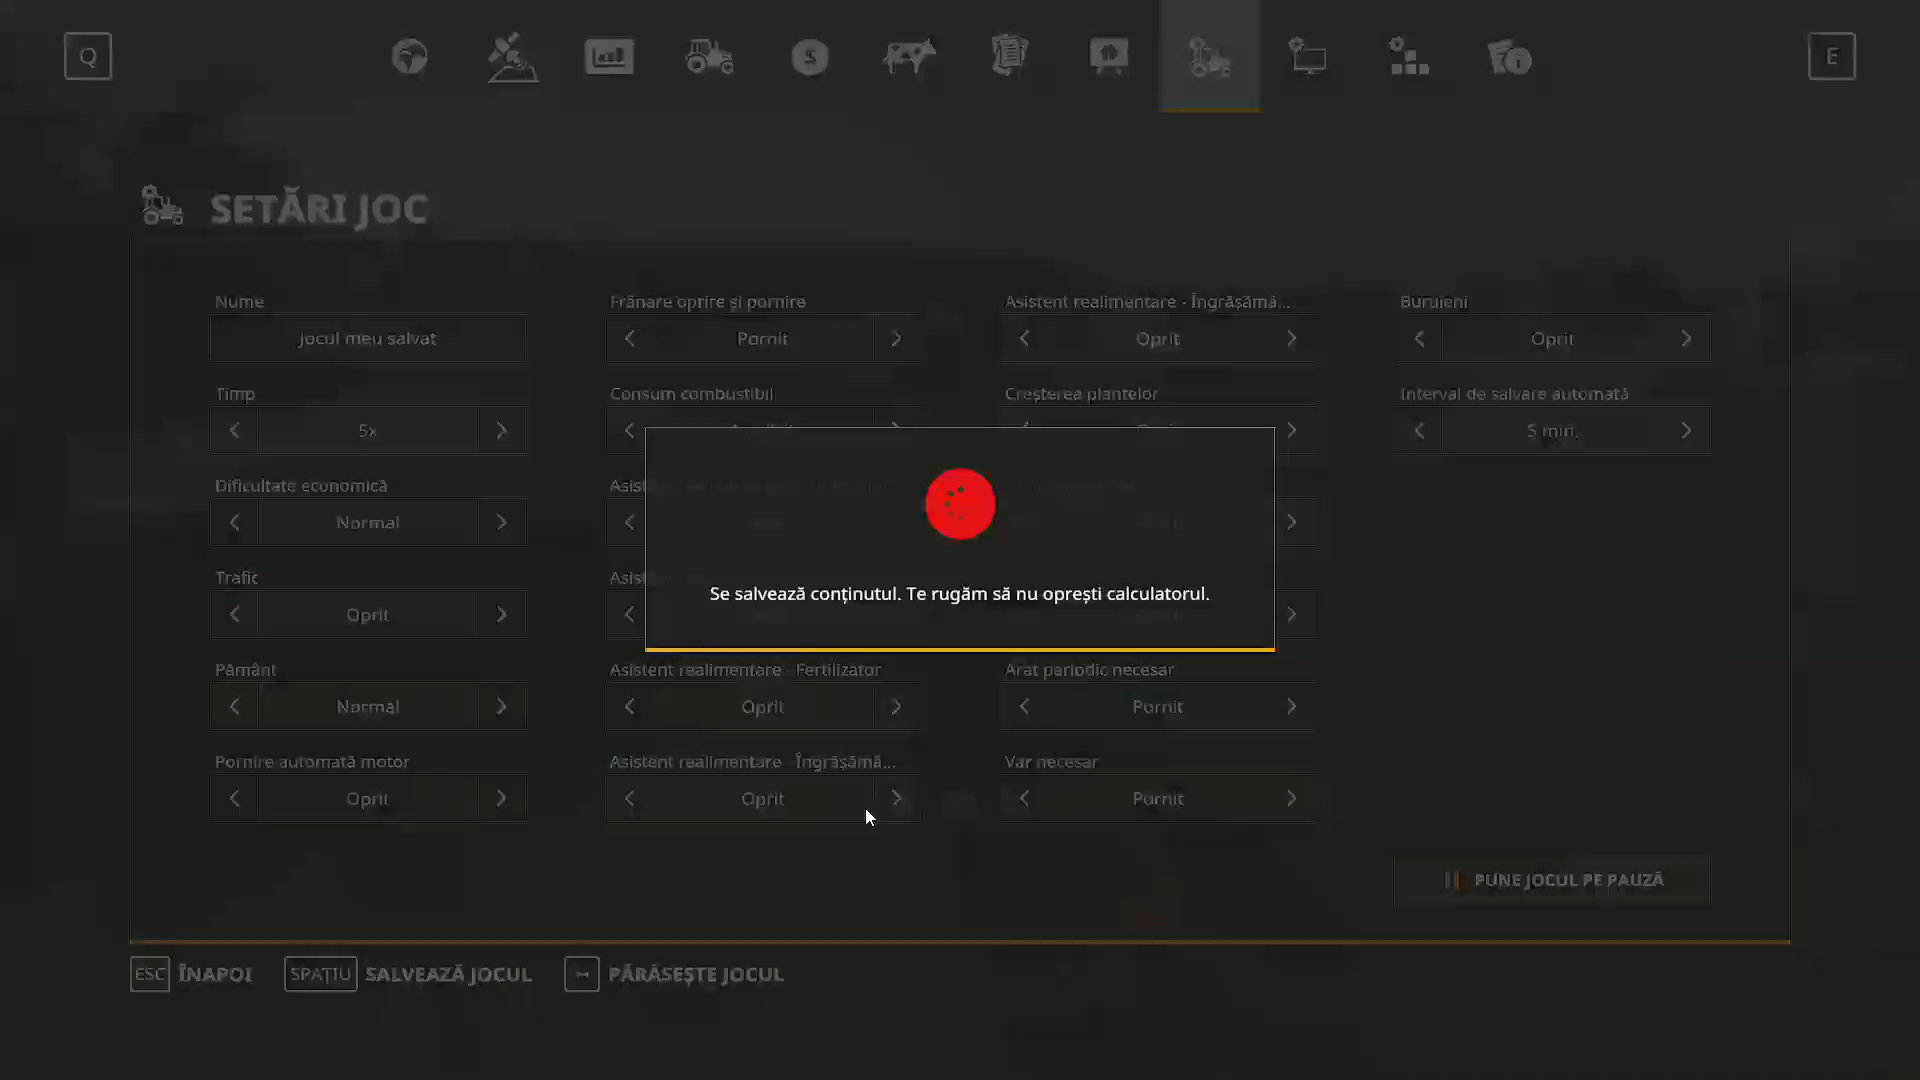 Q
E
SETĂRI JOC
Nume
Jocul meu salvat
Timp
5x
Dificultate economică
Normal
Trafic
Oprit
Pământ
Normal
Pornire automată motor
Oprit
Frânare oprire și pornire
Pornit
Consum combustibil
Asistent realimentare - Fertilizator
Oprit
Asistent realimentare - Îngrășămâ...
Oprit
Asistent realimentare - Îngrășămâ...
Oprit
Creșterea plantelor
Arat periodic necesar
Pornit
Var necesar
Pornit
Buruieni
Oprit
Interval de salvare automată
5 min.
Se salvează conținutul. Te rugăm să nu oprești calculatorul.
PUNE JOCUL PE PAUZĂ
ESC ÎNAPOI SPAȚIU SALVEAZĂ JOCUL PĂRĂSEȘTE JOCUL